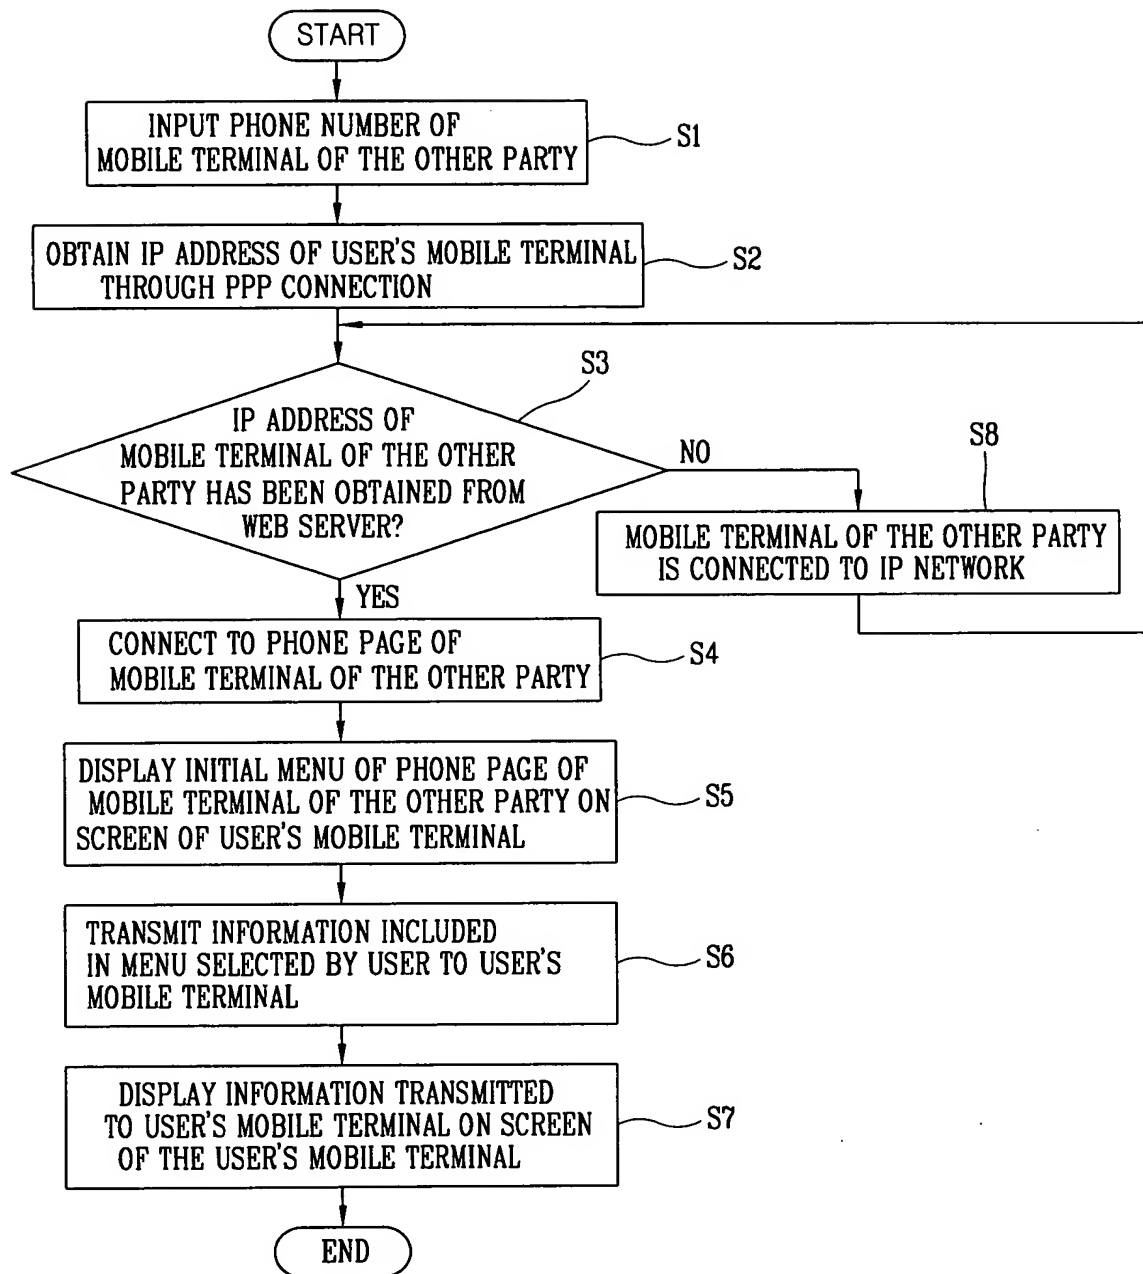 START
INPUT PHONE NUMBER OF
MOBILE TERMINAL OF THE OTHER PARTY
S1
OBTAIN IP ADDRESS OF USER'S MOBILE TERMINAL
THROUGH PPP CONNECTION
S2
S3
IP ADDRESS OF
MOBILE TERMINAL OF THE OTHER
PARTY HAS BEEN OBTAINED FROM
WEB SERVER?
NO
S8
MOBILE TERMINAL OF THE OTHER PARTY
IS CONNECTED TO IP NETWORK
YES
CONNECT TO PHONE PAGE OF
MOBILE TERMINAL OF THE OTHER PARTY
S4
DISPLAY INITIAL MENU OF PHONE PAGE OF
MOBILE TERMINAL OF THE OTHER PARTY ON
SCREEN OF USER'S MOBILE TERMINAL
S5
TRANSMIT INFORMATION INCLUDED
IN MENU SELECTED BY USER TO USER'S
MOBILE TERMINAL
S6
DISPLAY INFORMATION TRANSMITTED
TO USER'S MOBILE TERMINAL ON SCREEN
OF THE USER'S MOBILE TERMINAL
S7
END